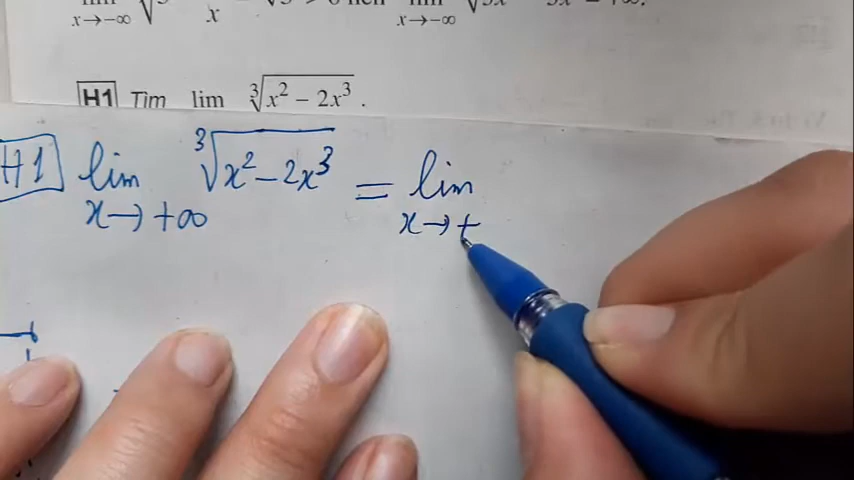 x→−∞ x x→−∞
H1 Tìm lim ∛x² − 2x³ .
H1 lim ∛x² − 2x³ = lim
x→ +∞ x→ +